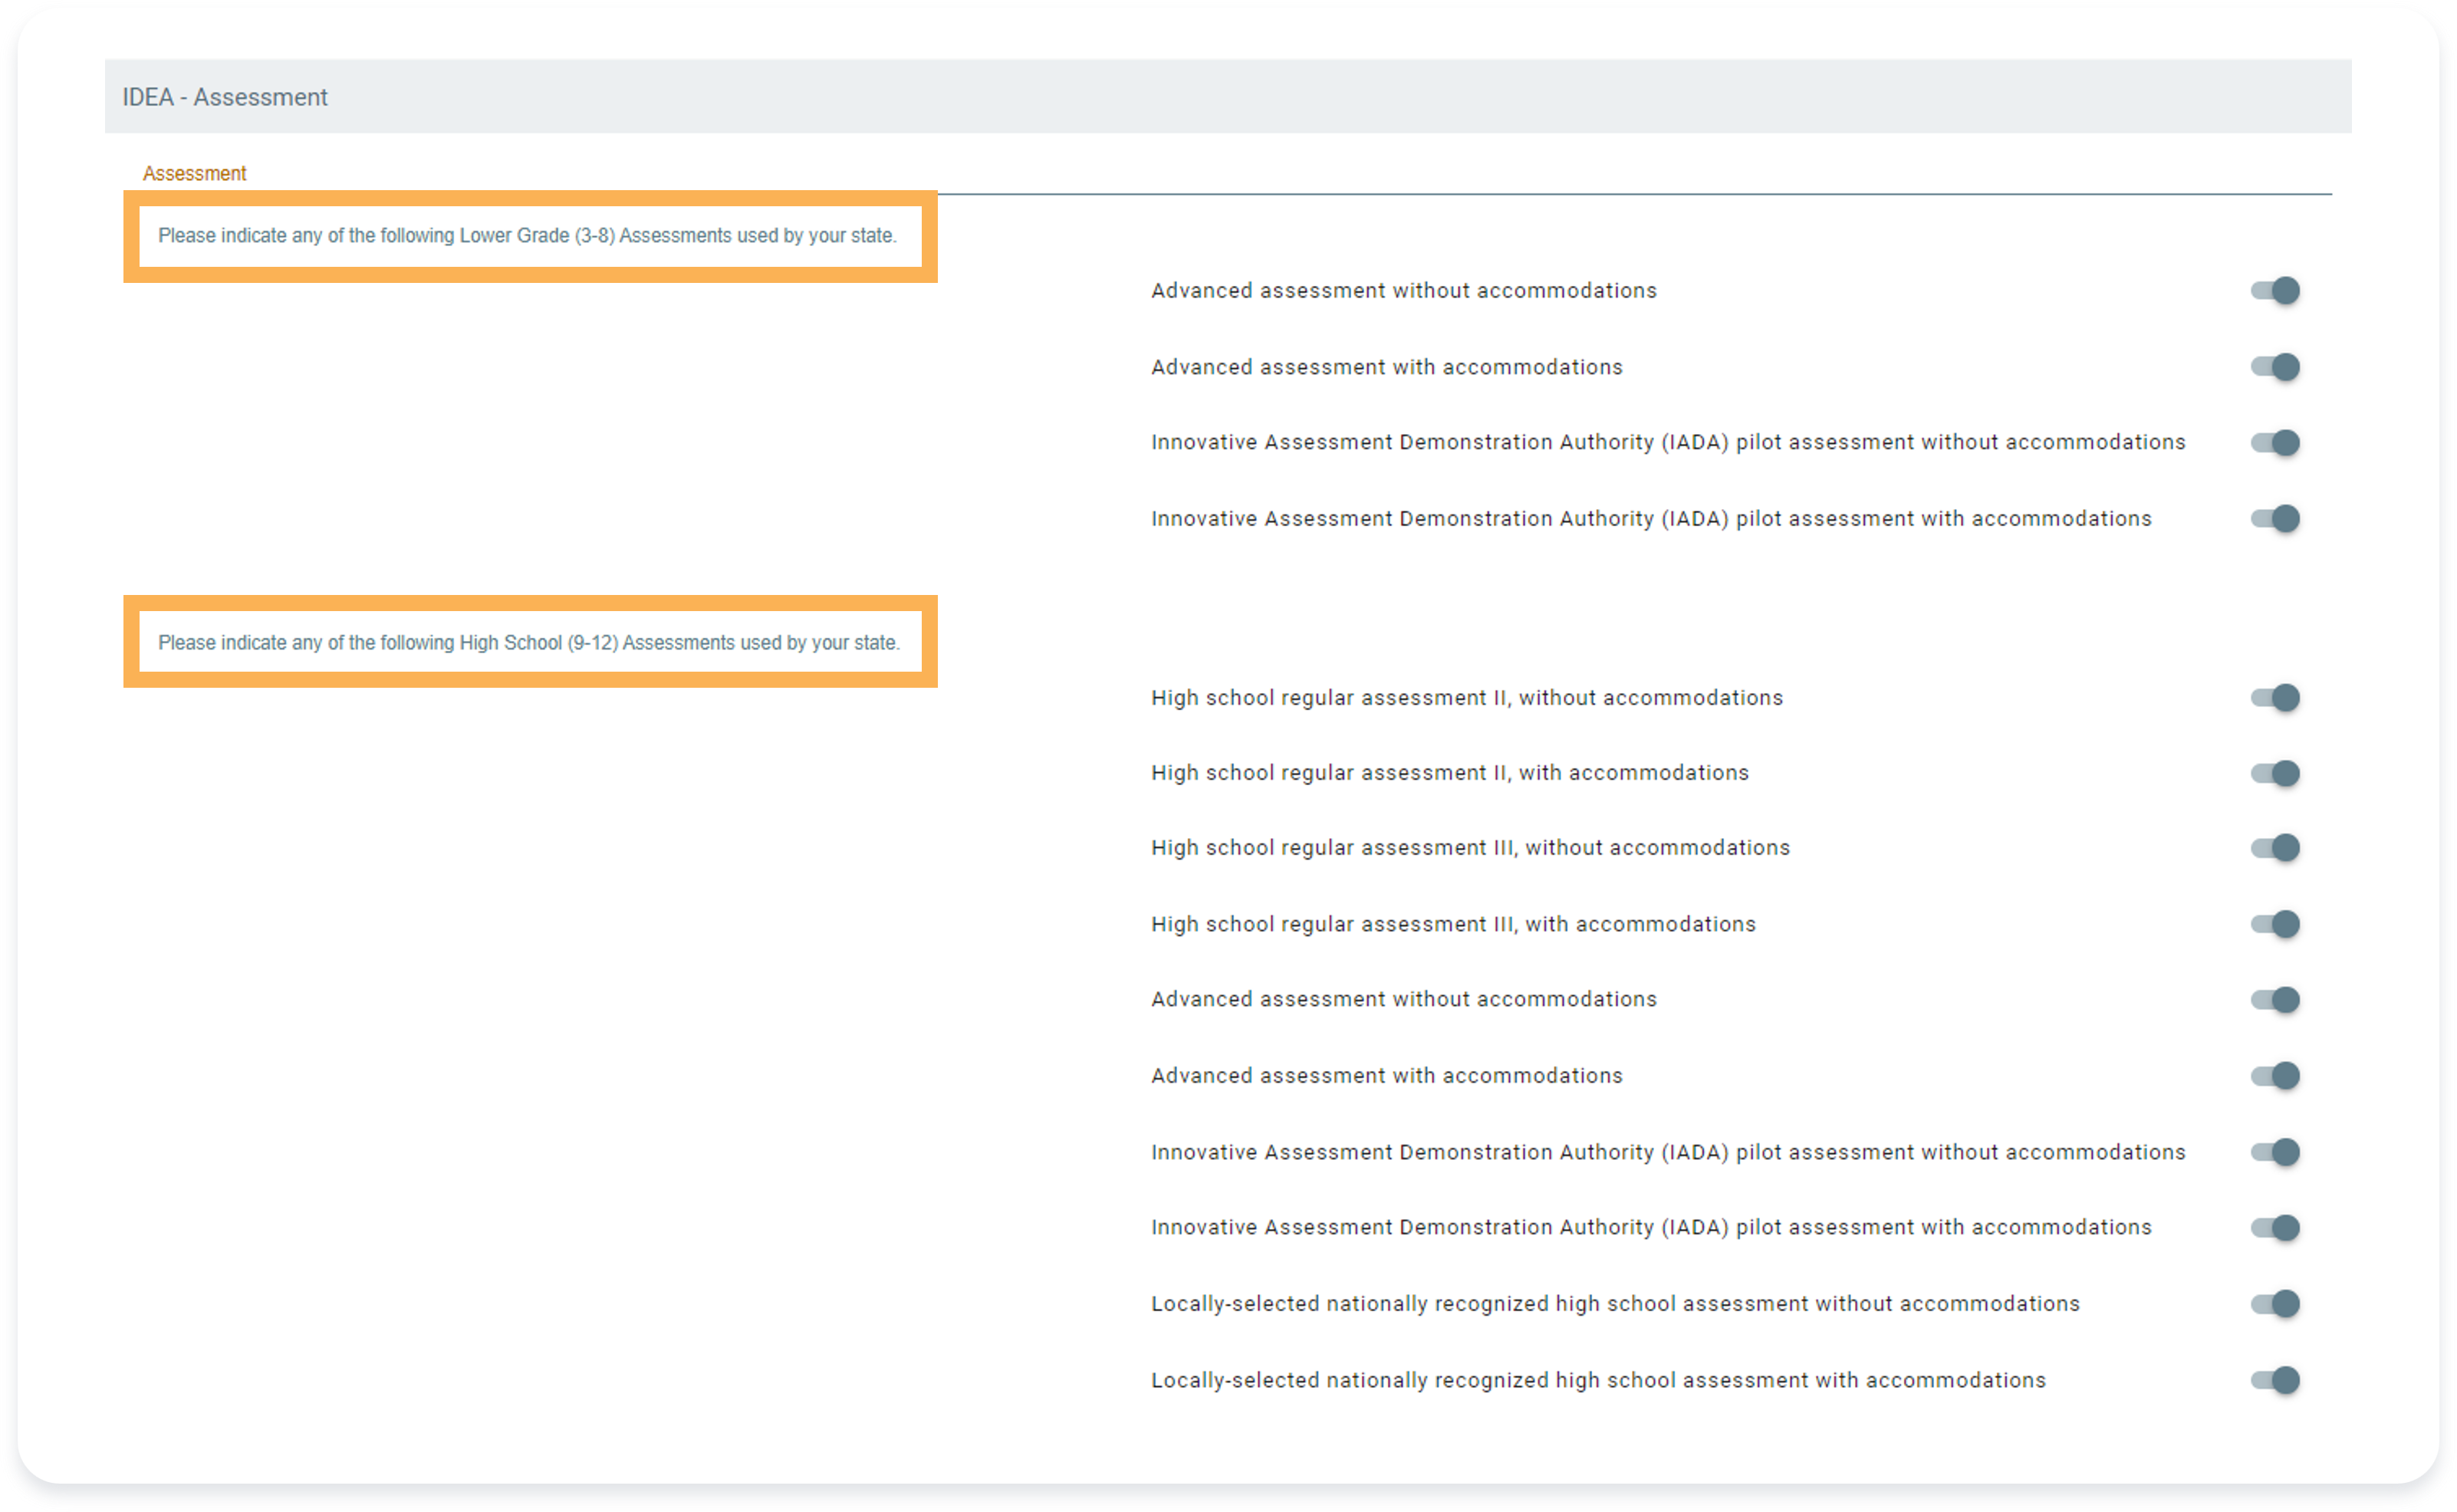 IDEA - Assessment
Assessment
Please indicate any of the following Lower Grade (3-8) Assessments used by your state.
Advanced assessment without accommodations
Advanced assessment with accommodations
Innovative Assessment Demonstration Authority (IADA) pilot assessment without accommodations
Innovative Assessment Demonstration Authority (IADA) pilot assessment with accommodations
Please indicate any of the following High School (9-12) Assessments used by your state.
High school regular assessment II, without accommodations
High school regular assessment II, with accommodations
High school regular assessment III, without accommodations
High school regular assessment III, with accommodations
Advanced assessment without accommodations
Advanced assessment with accommodations
Innovative Assessment Demonstration Authority (IADA) pilot assessment without accommodations
Innovative Assessment Demonstration Authority (IADA) pilot assessment with accommodations
Locally-selected nationally recognized high school assessment without accommodations
Locally-selected nationally recognized high school assessment with accommodations